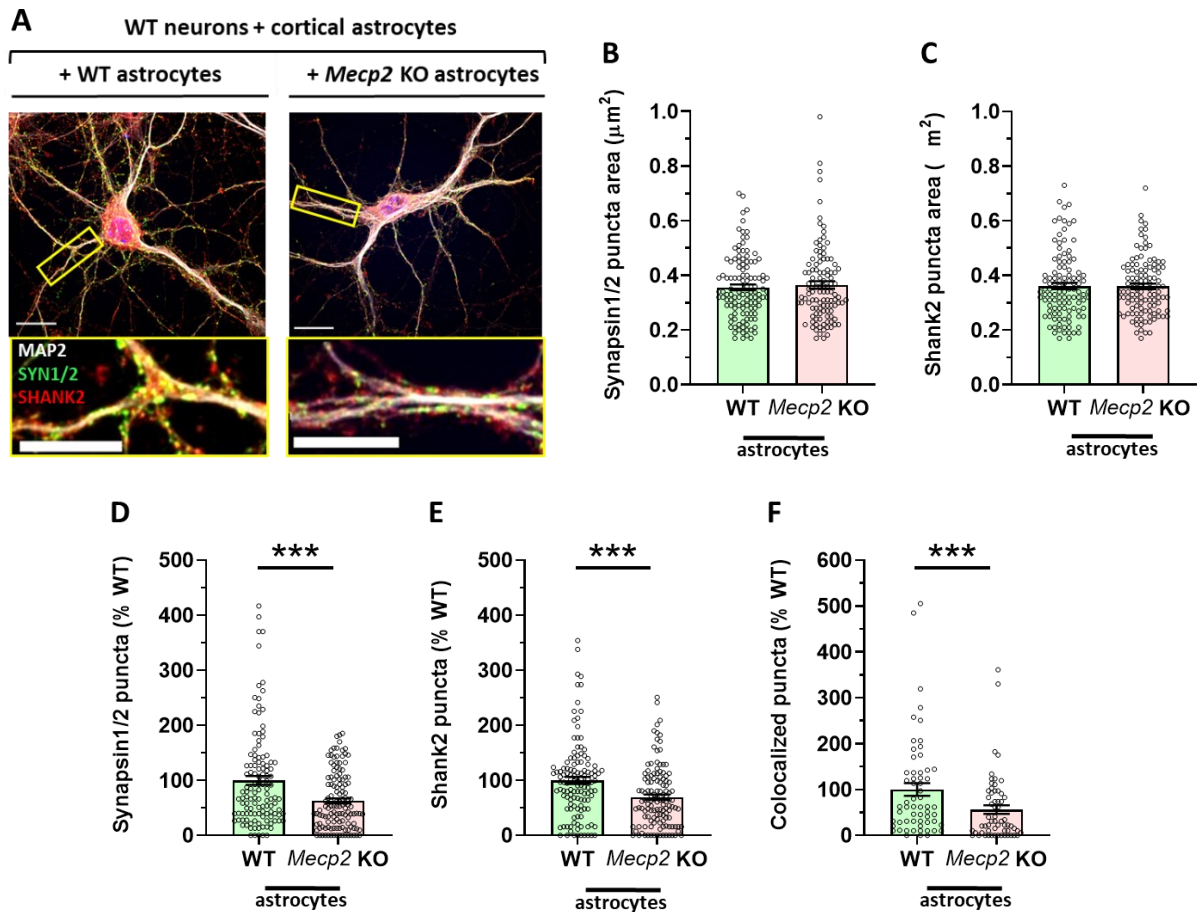 A
WT neurons + cortical astrocytes
+ WT astrocytes
+ Mecp2 KO astrocytes
MAP2
SYN1/2
SHANK2
B
Synapsin1/2 puncta area (μm²)
1.0
0.8
0.6
0.4
0.2
0.0
WT Mecp2 KO
astrocytes
C
Shank2 puncta area ( m²)
1.0
0.8
0.6
0.4
0.2
0.0
WT Mecp2 KO
astrocytes
D
Synapsin1/2 puncta (% WT)
500
400
300
200
100
0
***
WT Mecp2 KO
astrocytes
E
Shank2 puncta (% WT)
500
400
300
200
100
0
***
WT Mecp2 KO
astrocytes
F
Colocalized puncta (% WT)
600
500
400
300
200
100
0
***
WT Mecp2 KO
astrocytes